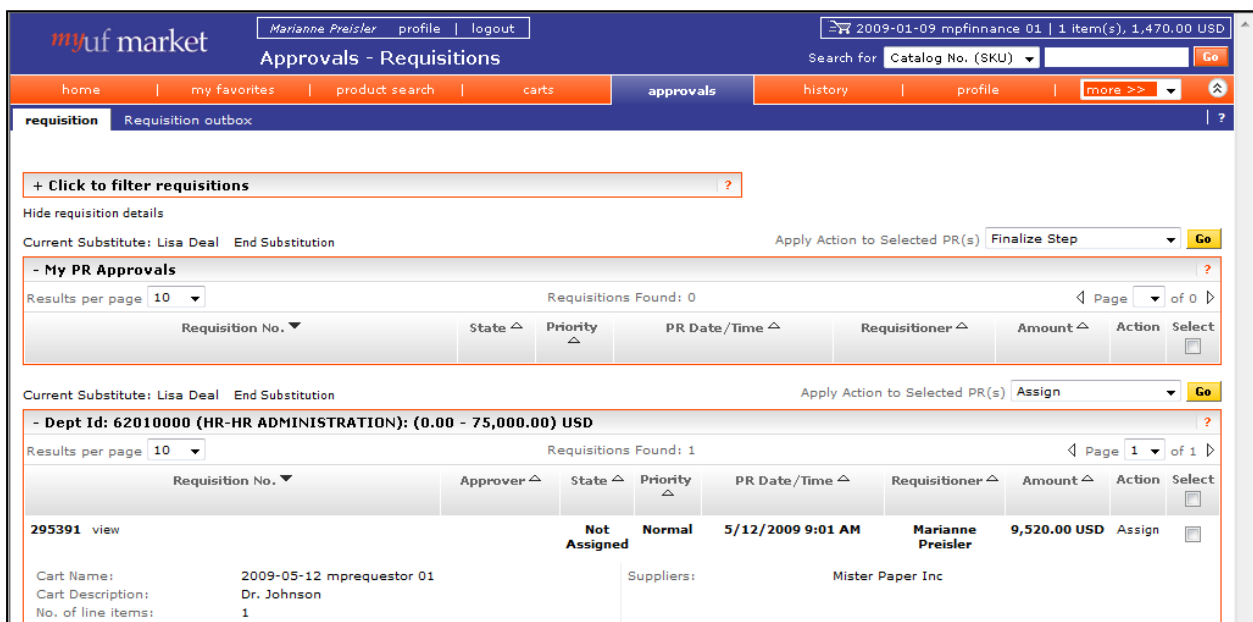 myuf market
Marianne Preisler profile | logout
2009-01-09 mpfinnance 01 | 1 item(s), 1,470.00 USD
Approvals - Requisitions
Search for Catalog No. (SKU) Go
home | my favorites | product search | carts approvals history | profile | more >>
requisition Requisition outbox | ?
+ Click to filter requisitions ?
Hide requisition details
Current Substitute: Lisa Deal End Substitution Apply Action to Selected PR(s) Finalize Step Go
- My PR Approvals ?
Results per page 10 Requisitions Found: 0 Page of 0
Requisition No. State Priority PR Date/Time Requisitioner Amount Action Select
Current Substitute: Lisa Deal End Substitution Apply Action to Selected PR(s) Assign Go
- Dept Id: 62010000 (HR-HR ADMINISTRATION): (0.00 - 75,000.00) USD ?
Results per page 10 Requisitions Found: 1 Page 1 of 1
Requisition No. Approver State Priority PR Date/Time Requisitioner Amount Action Select
295391 view Not Assigned Normal 5/12/2009 9:01 AM Marianne Preisler 9,520.00 USD Assign
Cart Name: 2009-05-12 mprequestor 01 Suppliers: Mister Paper Inc
Cart Description: Dr. Johnson
No. of line items: 1